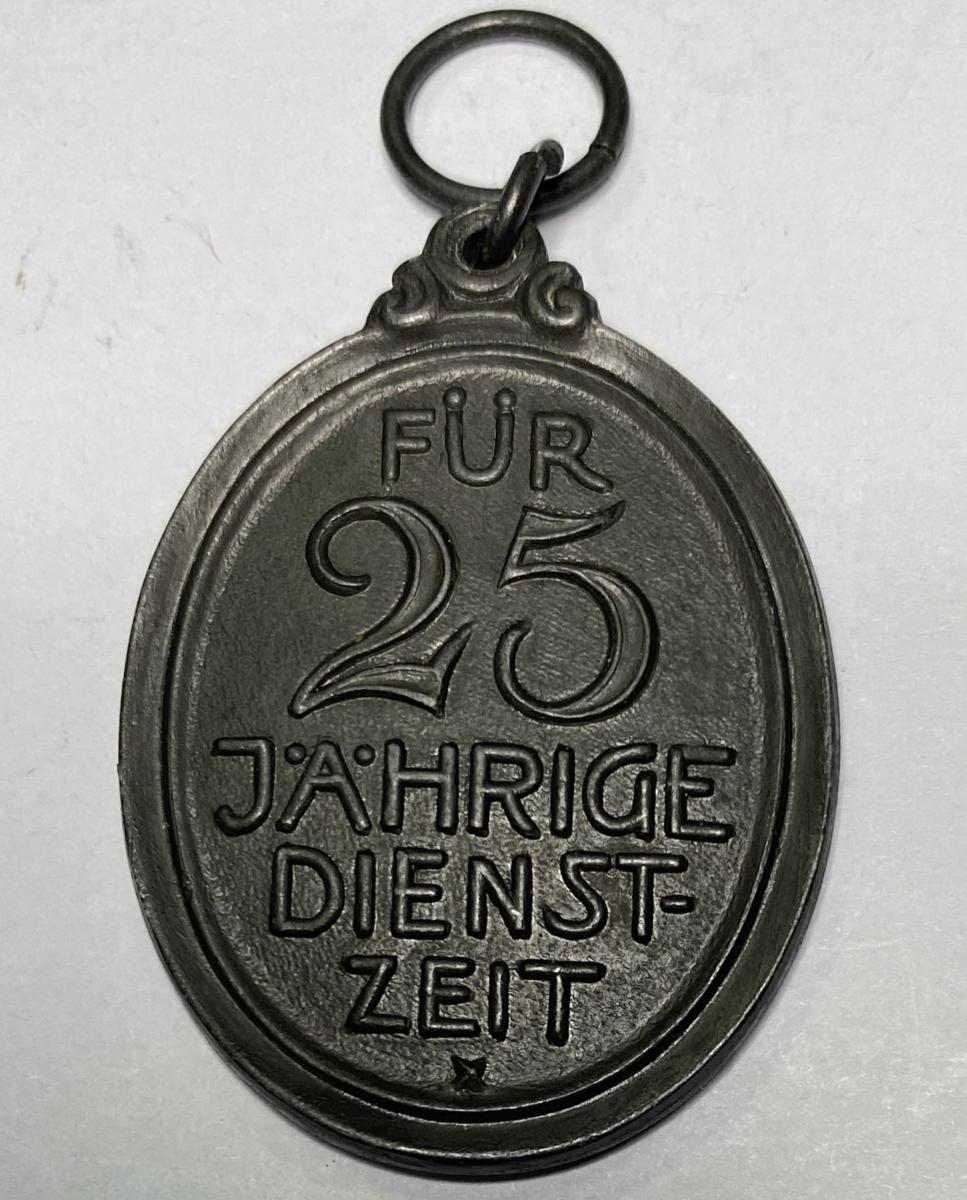 FÜR
25
JÄHRIGE
DIENST-
ZEIT